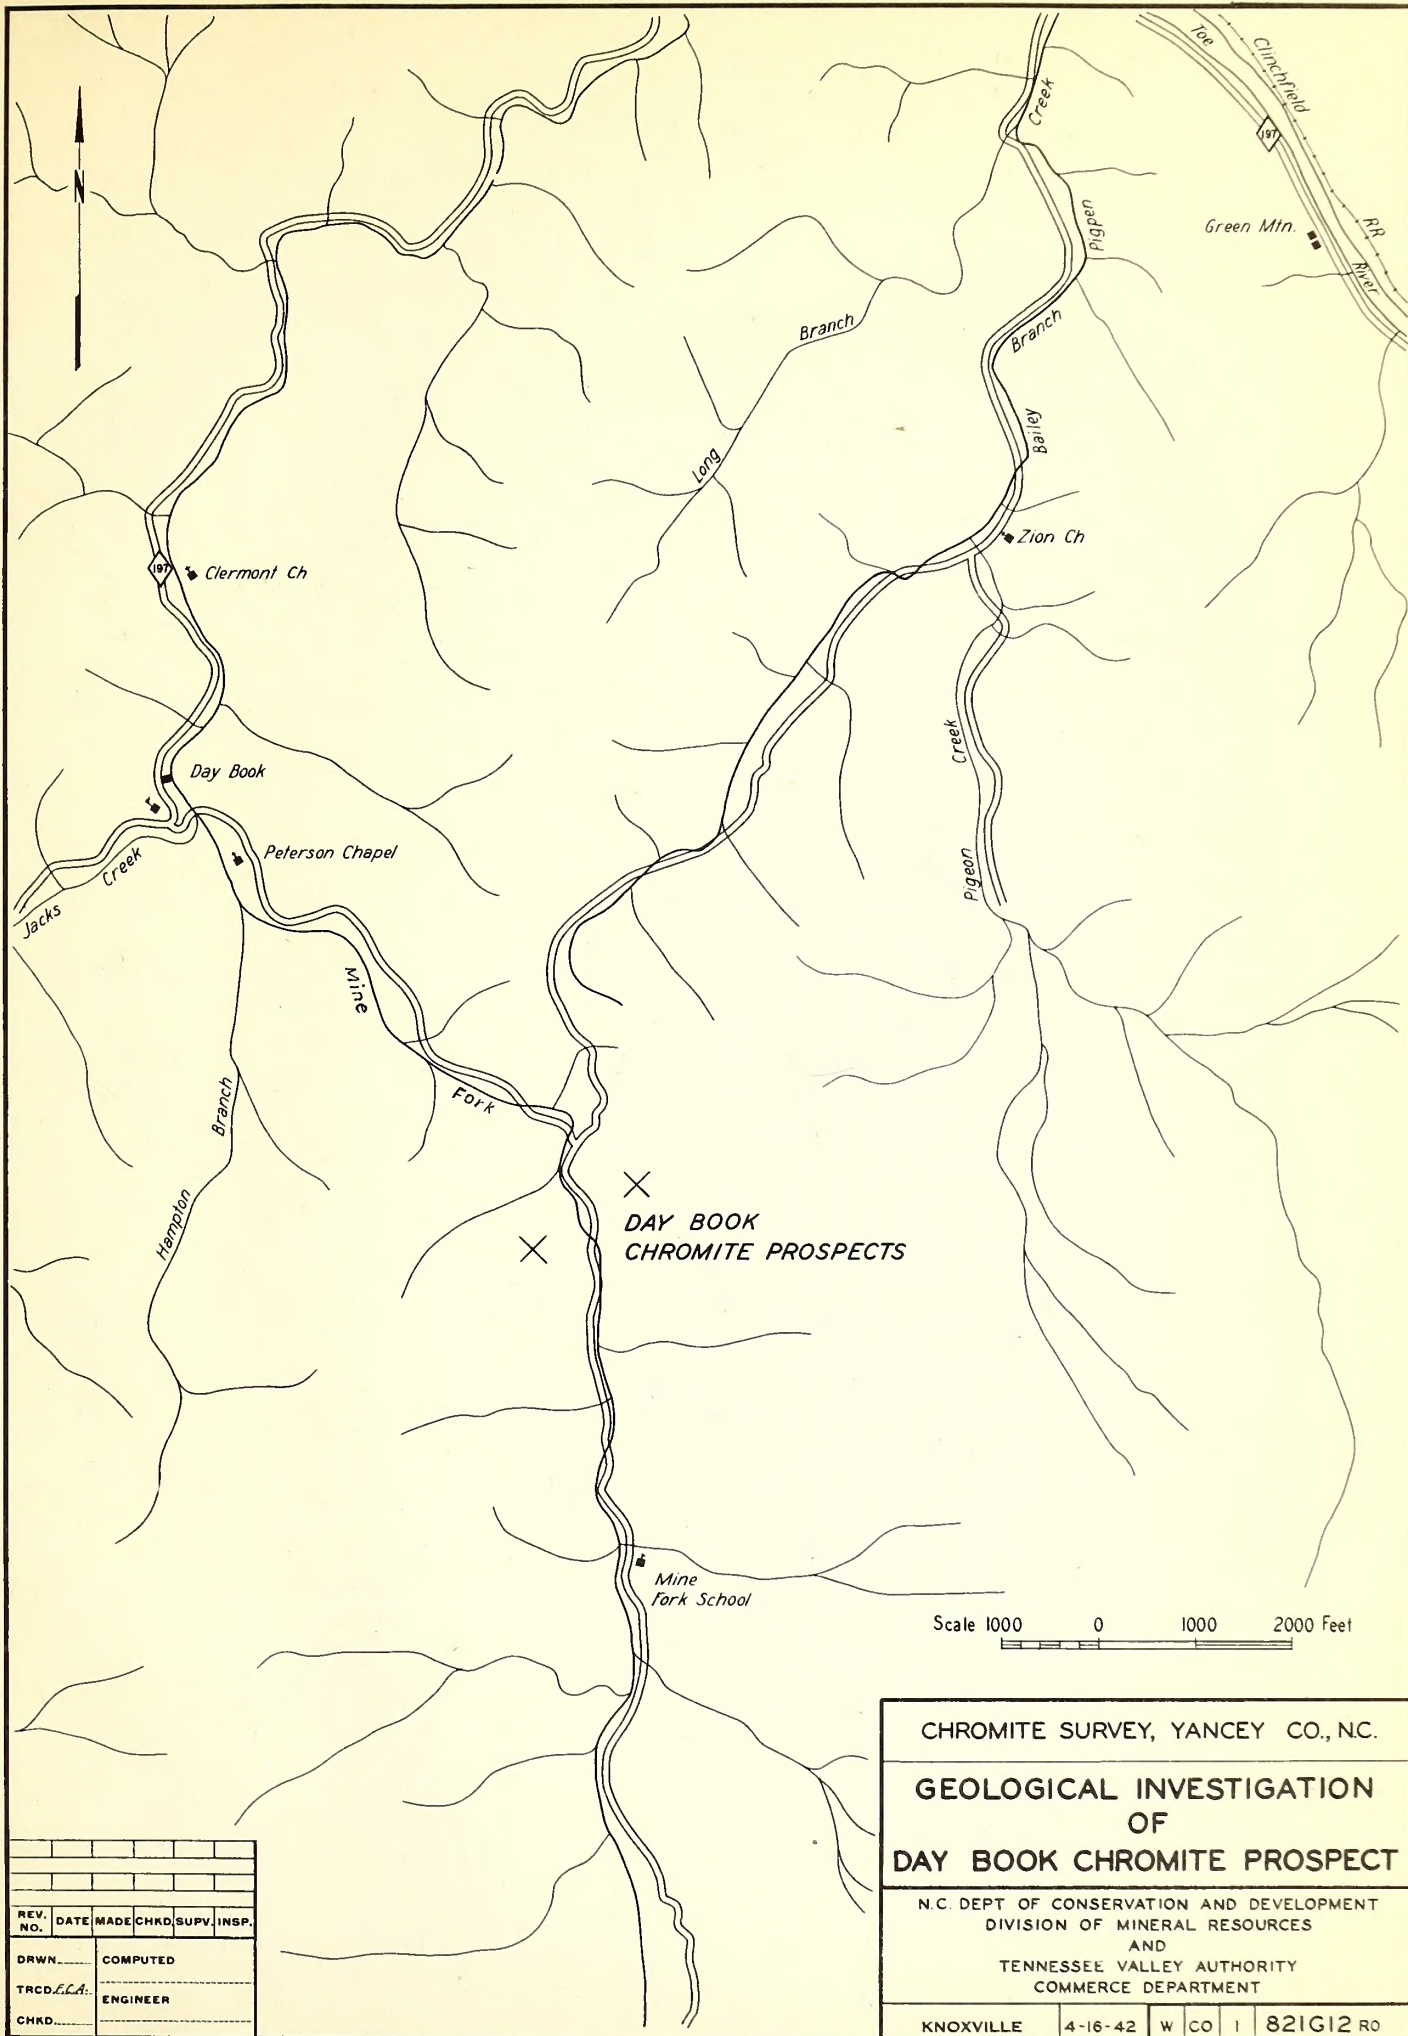 Toe
Clinchfield
197
RR
River
Green Mtn.
Creek
Pigpen
Branch
Bailey
Branch
Long
N
Zion Ch
197
Clermont Ch
Creek
Pigeon
Day Book
Peterson Chapel
Creek
Jacks
Mine
Fork
Branch
Hampton
DAY BOOK
CHROMITE PROSPECTS
Mine
Fork School
Scale 1000 0 1000 2000 Feet
CHROMITE SURVEY, YANCEY CO., N.C.
GEOLOGICAL INVESTIGATION
OF
DAY BOOK CHROMITE PROSPECT
N.C. DEPT OF CONSERVATION AND DEVELOPMENT
DIVISION OF MINERAL RESOURCES
AND
TENNESSEE VALLEY AUTHORITY
COMMERCE DEPARTMENT
KNOXVILLE 4-16-42 W CO 1 821G12 R0
REV. NO. DATE MADE CHKD. SUPV. INSP.
DRWN. COMPUTED
TRCD. F.C.A.
ENGINEER
CHKD.